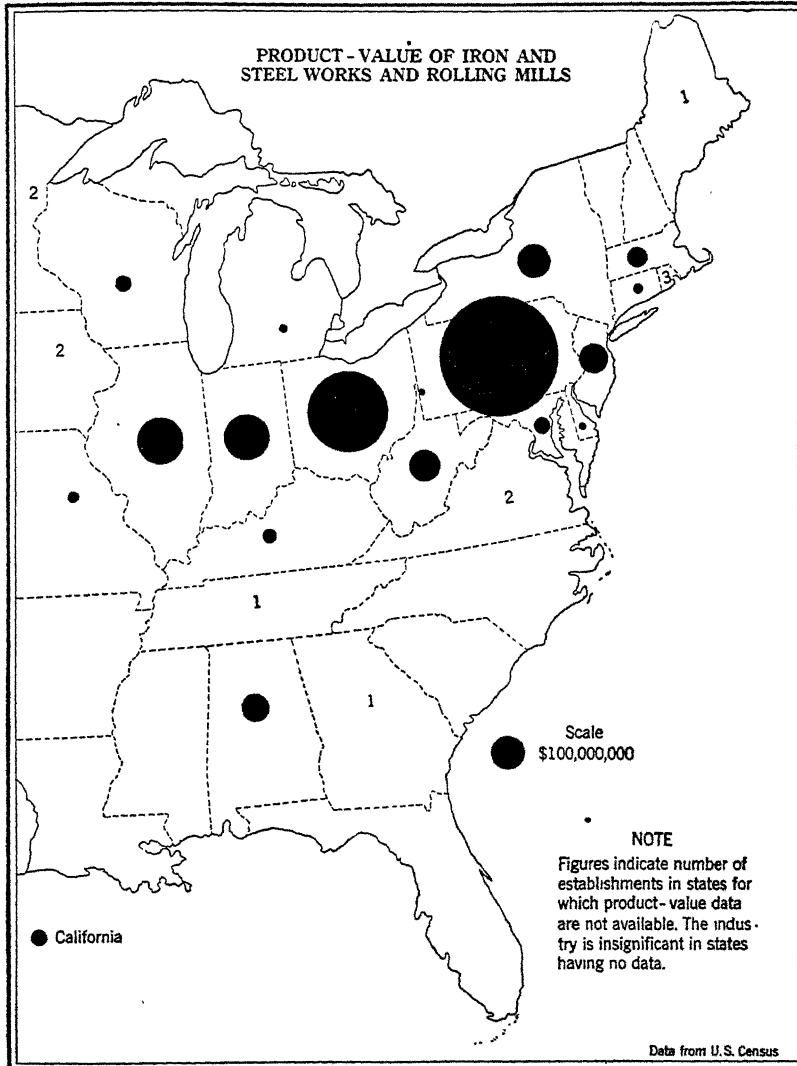 PRODUCT-VALUE OF IRON AND
STEEL WORKS AND ROLLING MILLS
1
2
3
2
2
1
1
Scale
$100,000,000
NOTE
Figures indicate number of
establishments in states for
which product-value data
are not available. The indus-
try is insignificant in states
having no data.
California
Data from U.S. Census